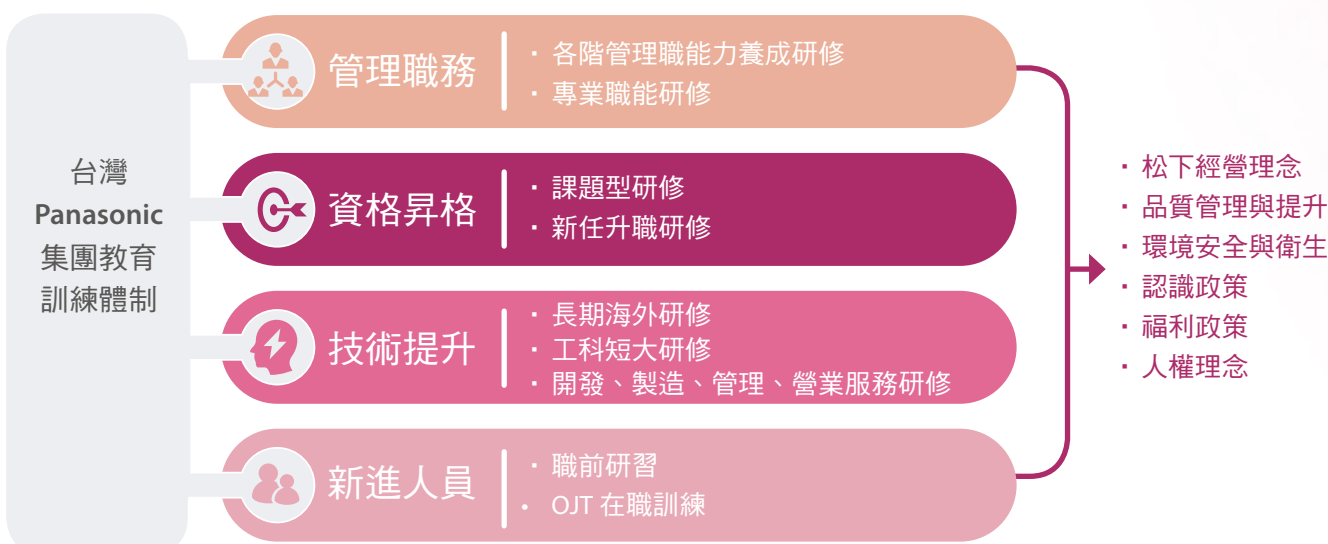 台灣
Panasonic
集團教育
訓練體制
管理職務
・各階管理職能力養成研修
・專業職能研修
資格昇格
・課題型研修
・新任升職研修
技術提升
・長期海外研修
・工科短大研修
・開發、製造、管理、營業服務研修
新進人員
・職前研習
• OJT 在職訓練
・松下經營理念
・品質管理與提升
・環境安全與衛生
・認識政策
・福利政策
・人權理念